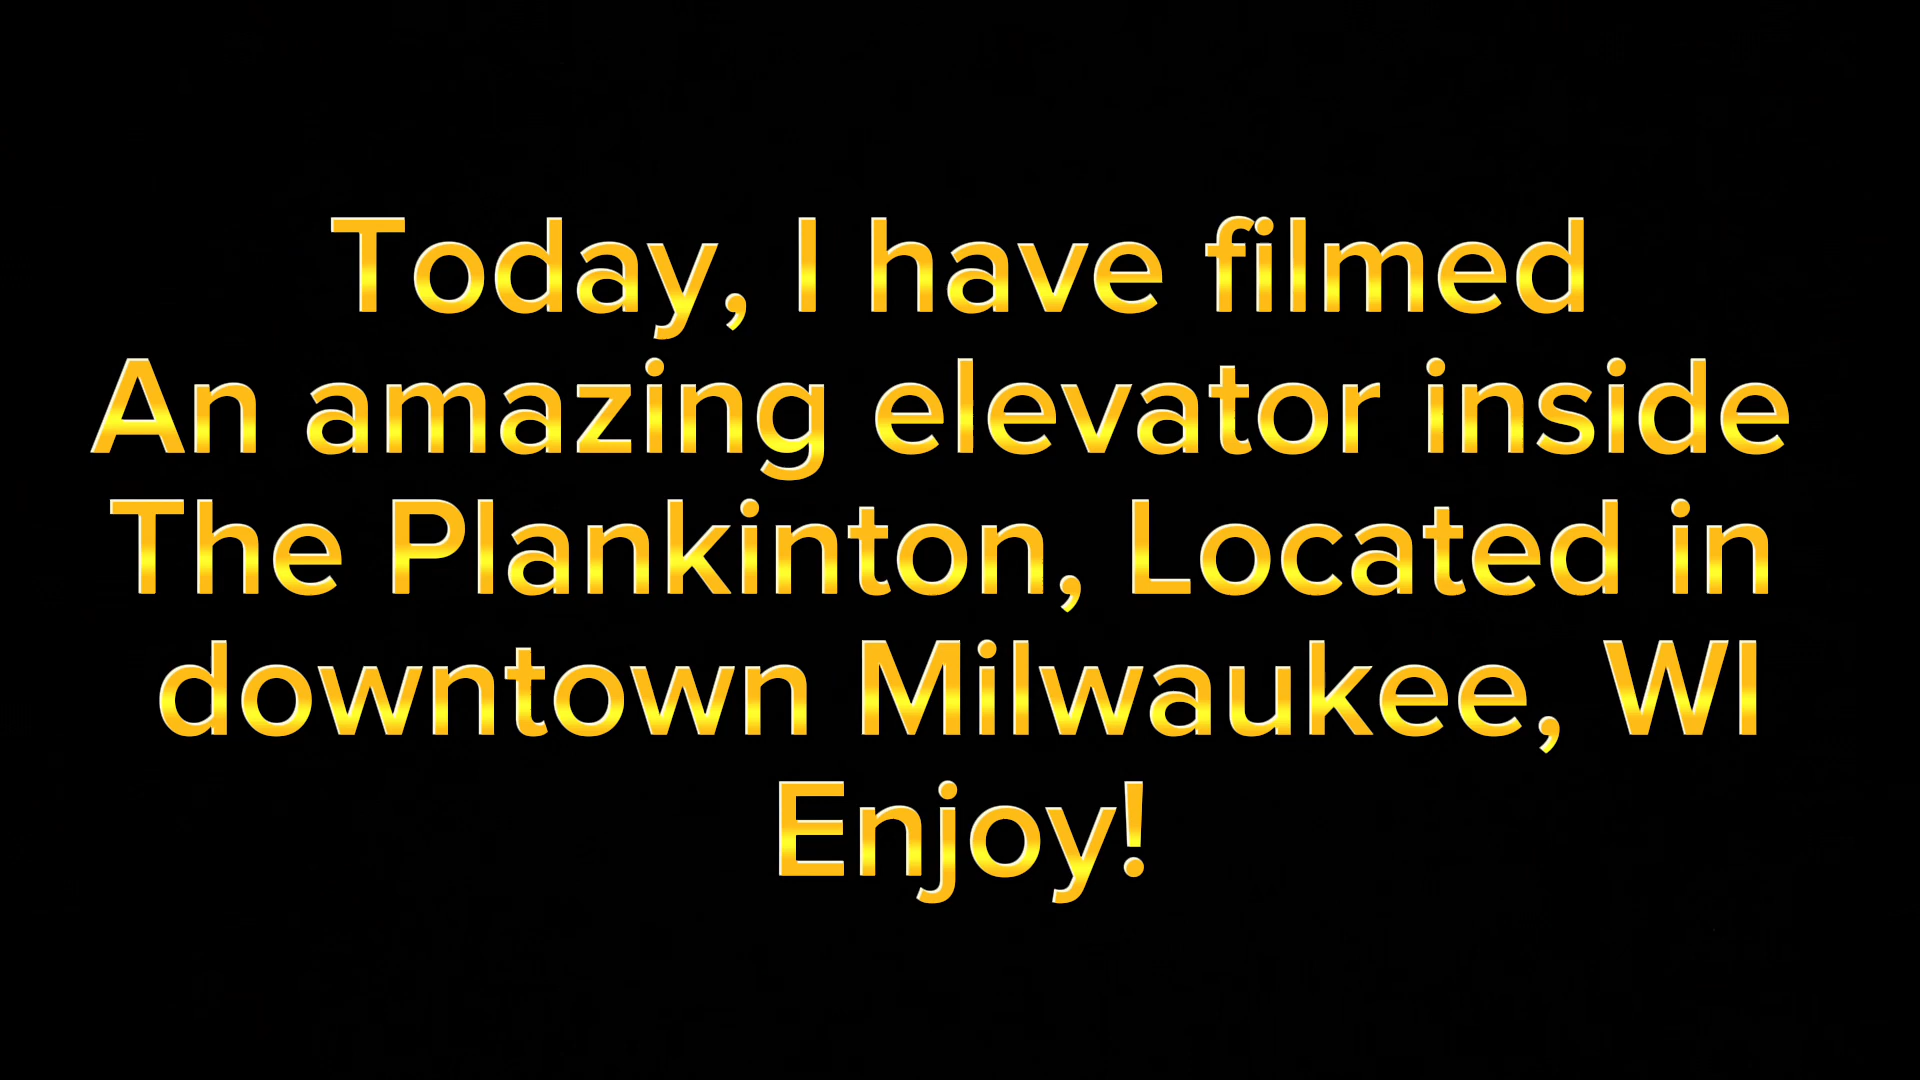 Today, I have filmed
An amazing elevator inside
The Plankinton, Located in
downtown Milwaukee, WI
Enjoy!